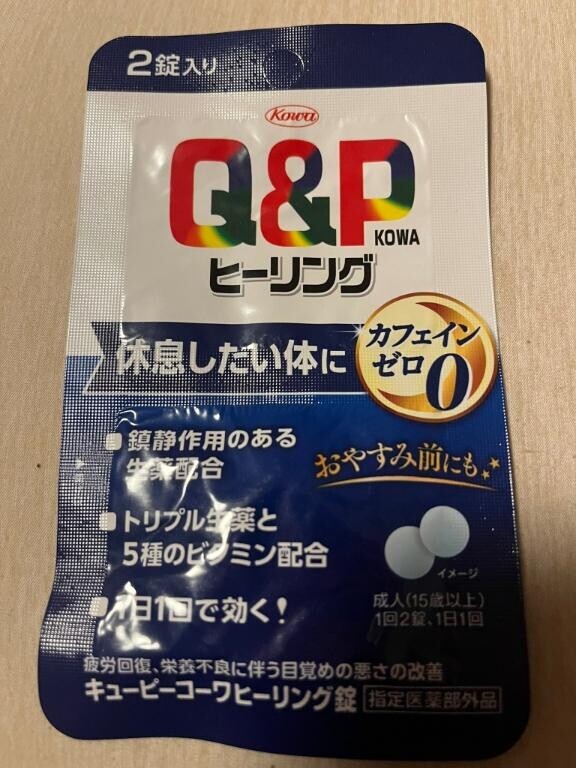 2錠入り
Kowa
Q&P
KOWA
ヒーリング
休息したい体に
カフェイン
ゼロ0
鎮静作用のある
生薬配合
おやすみ前にも
トリプル生薬と
5種のビタミン配合
イメージ
1日1回で効く!
成人(15歳以上)
1回2錠、1日1回
疲労回復、栄養不良に伴う目覚めの悪さの改善
キューピーコーワヒーリング錠 指定医薬部外品